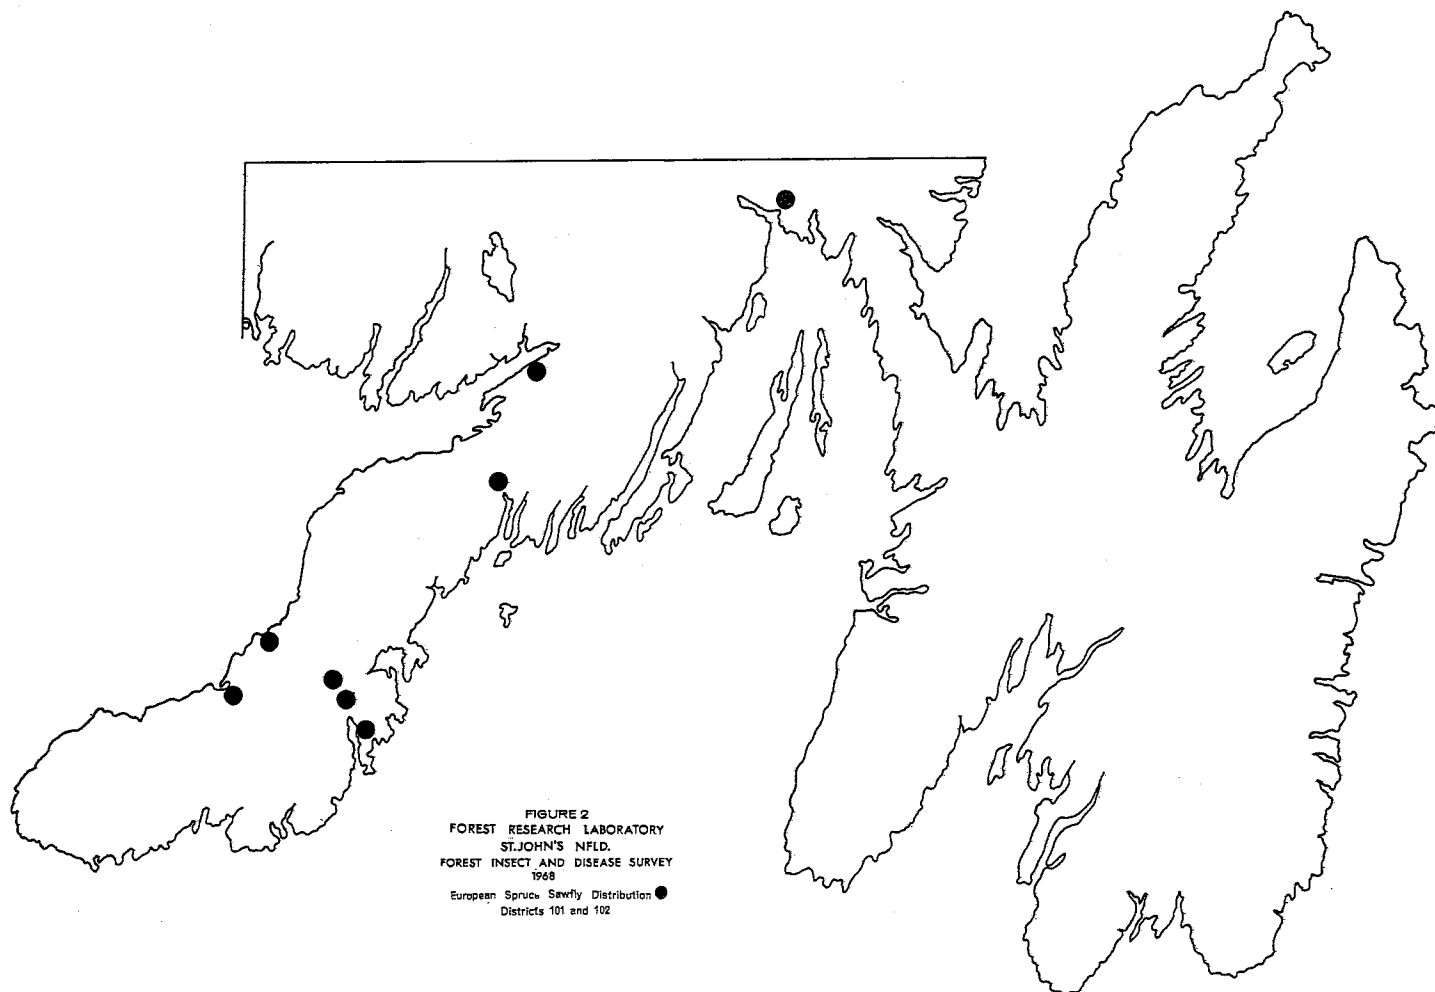 FIGURE 2
FOREST RESEARCH LABORATORY
ST.JOHN'S NFLD.
FOREST INSECT AND DISEASE SURVEY
1968
European Spruce Sawfly Distribution
Districts 101 and 102